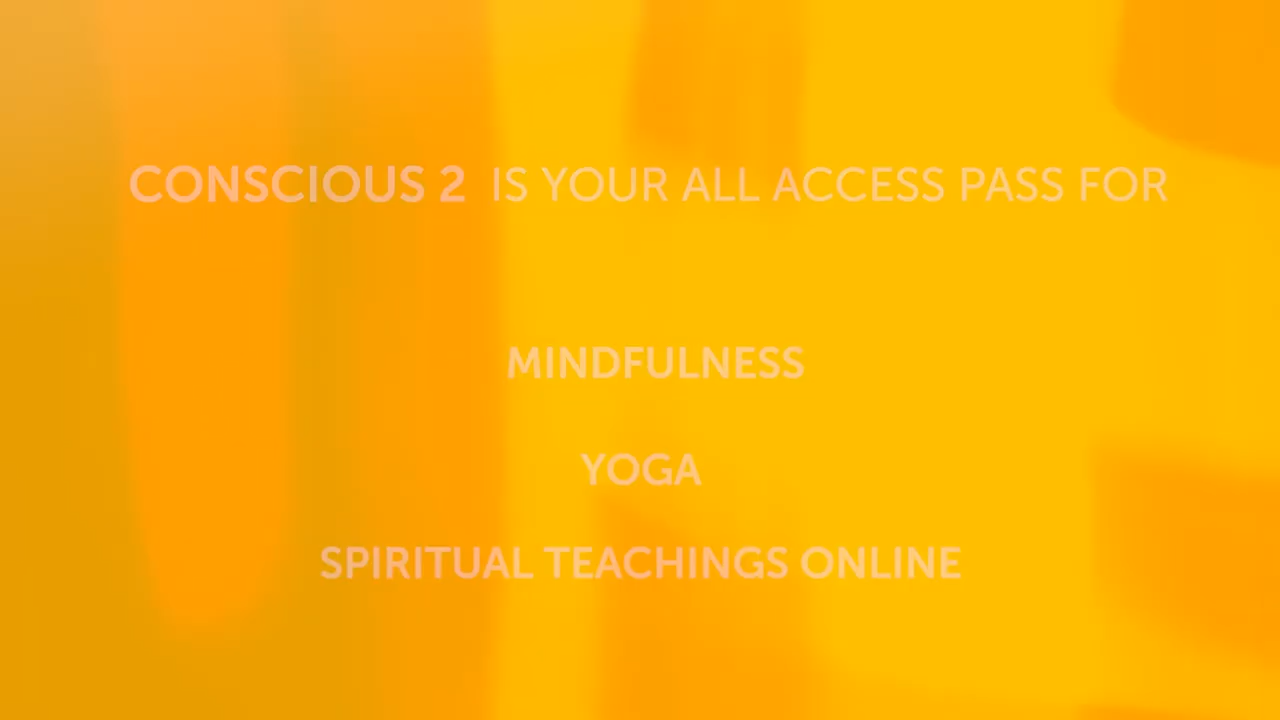 CONSCIOUS 2 IS YOUR ALL ACCESS PASS FOR
MINDFULNESS
YOGA
SPIRITUAL TEACHINGS ONLINE